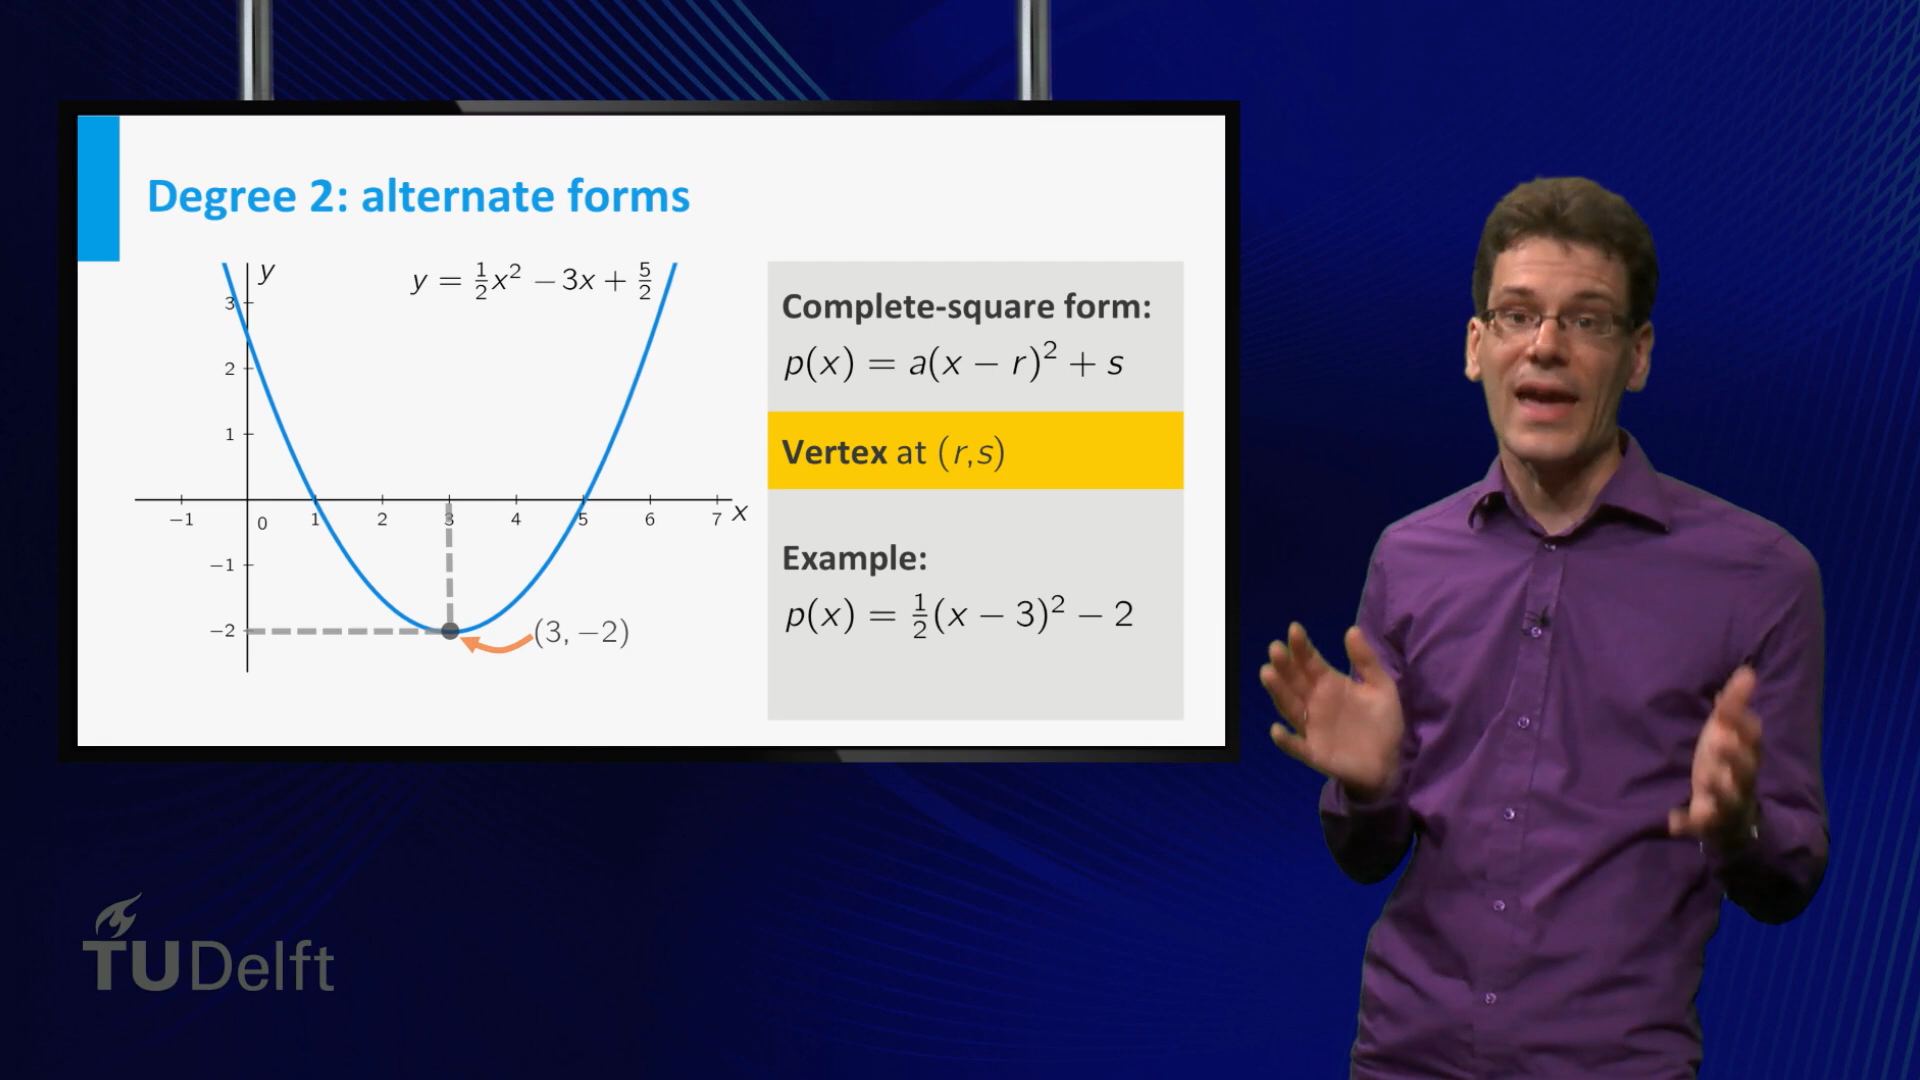 Degree 2: alternate forms
y
y = ½x² − 3x + 5/2
3
2
1
−1 0 1 2 3 4 5 6 7 x
−1
−2
(3, −2)
Complete-square form:
p(x) = a(x − r)² + s
Vertex at (r,s)
Example:
p(x) = ½(x − 3)² − 2
TUDelft